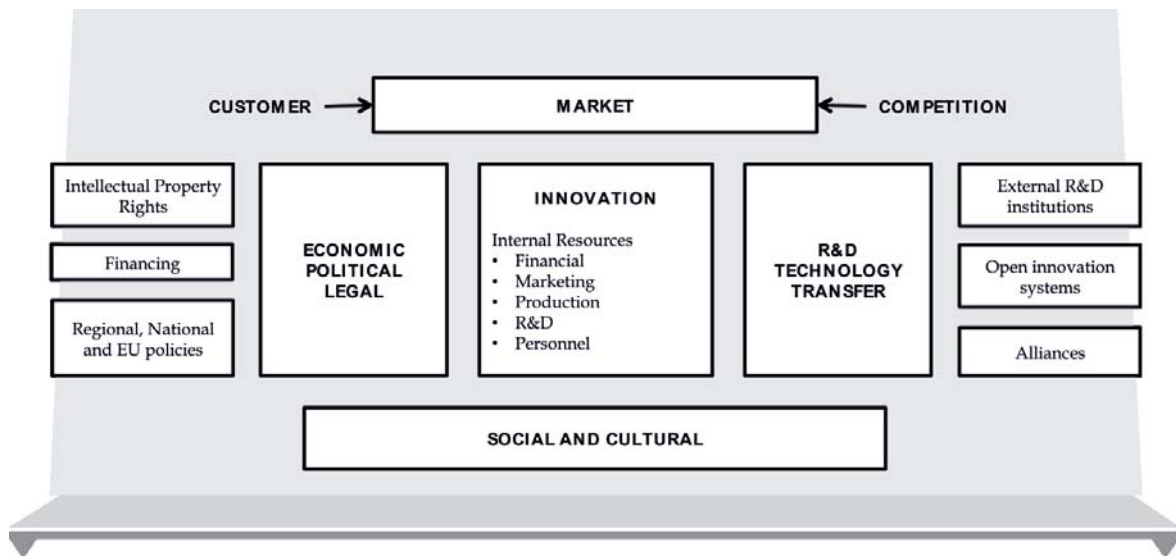 CUSTOMER
MARKET
COMPETITION
Intellectual Property
Rights
Financing
Regional, National
and EU policies
ECONOMIC
POLITICAL
LEGAL
INNOVATION
Internal Resources
• Financial
• Marketing
• Production
• R&D
• Personnel
R&D
TECHNOLOGY
TRANSFER
External R&D
institutions
Open innovation
systems
Alliances
SOCIAL AND CULTURAL